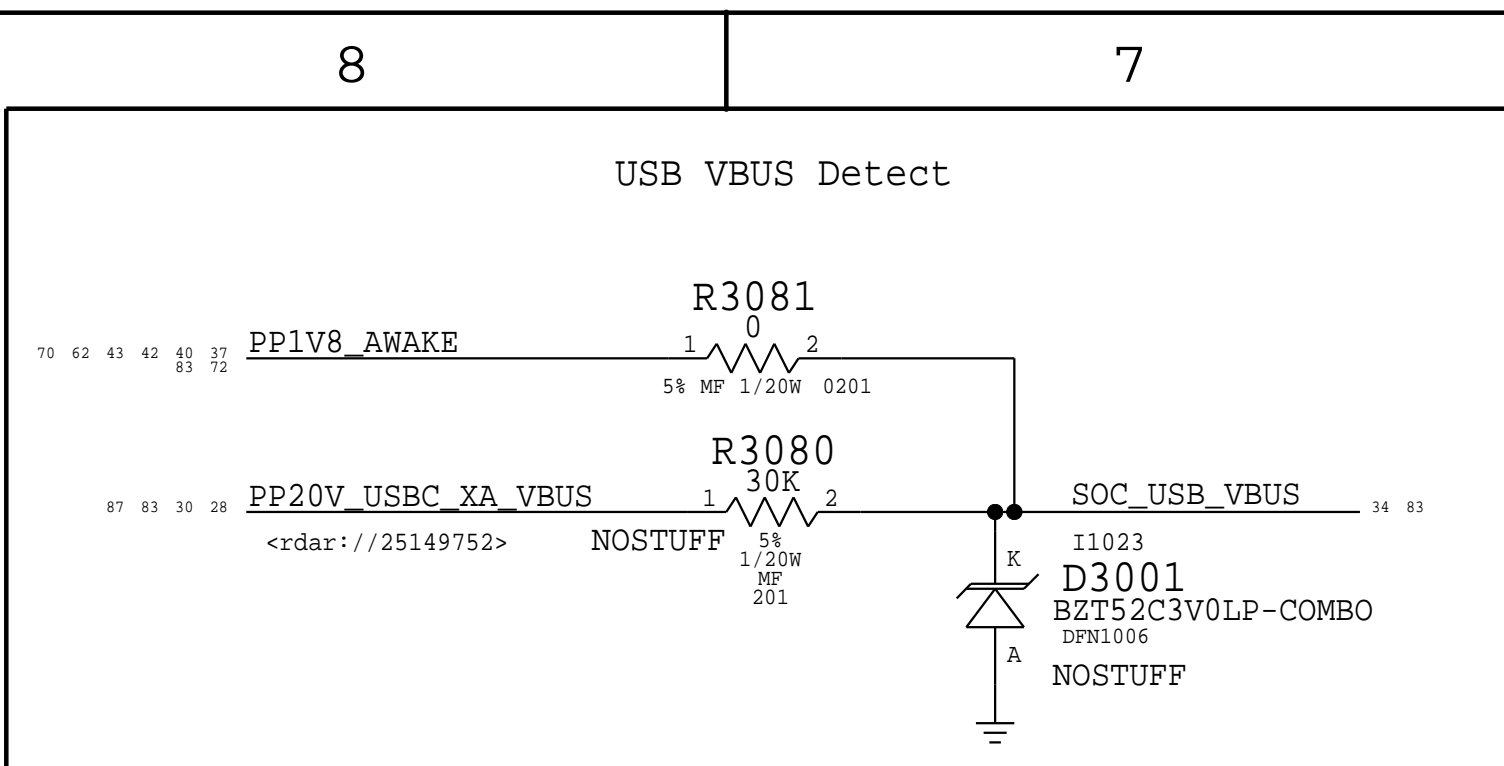 8 7
USB VBUS Detect
R3081
0
70 62 43 42 40 37 PP1V8_AWAKE 1 2
83 72
5% MF 1/20W 0201
R3080
30K
87 83 30 28 PP20V_USBC_XA_VBUS 1 2 SOC_USB_VBUS 34 83
<rdar://25149752> NOSTUFF 5% I1023
1/20W K D3001
MF BZT52C3V0LP-COMBO
201 DFN1006
A NOSTUFF